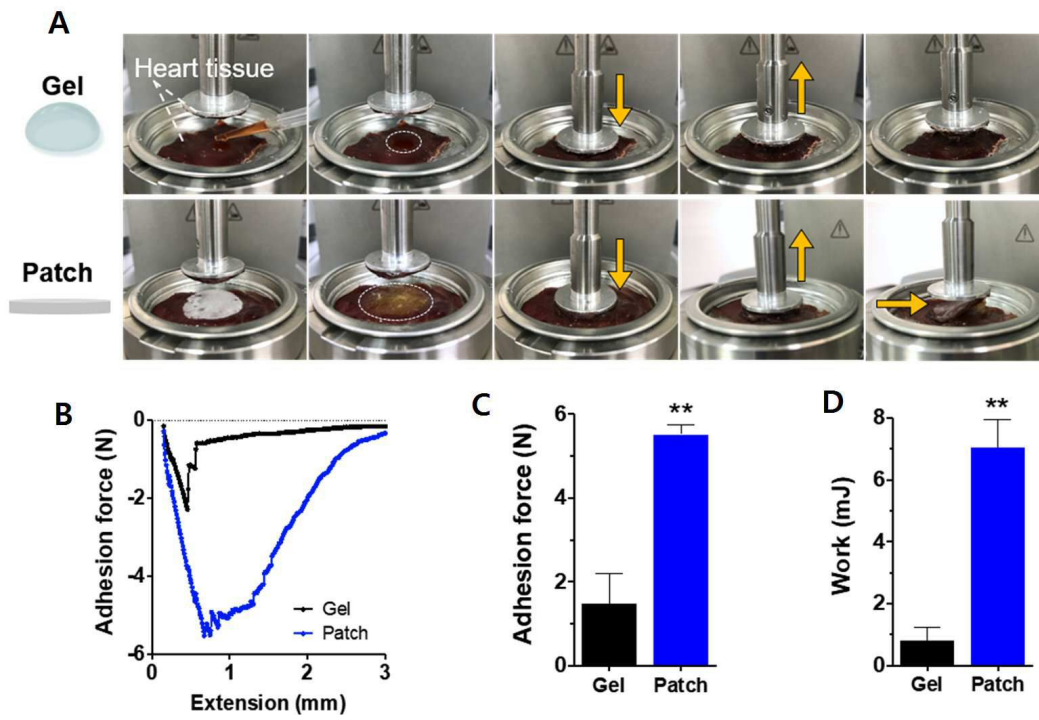 A
Gel
Heart tissue
Patch
B
Adhesion force (N)
0
-2
-4
-6
0
1
2
3
Extension (mm)
Gel
Patch
C
Adhesion force (N)
6
4
2
0
**
Gel
Patch
D
Work (mJ)
8
6
4
2
0
**
Gel
Patch